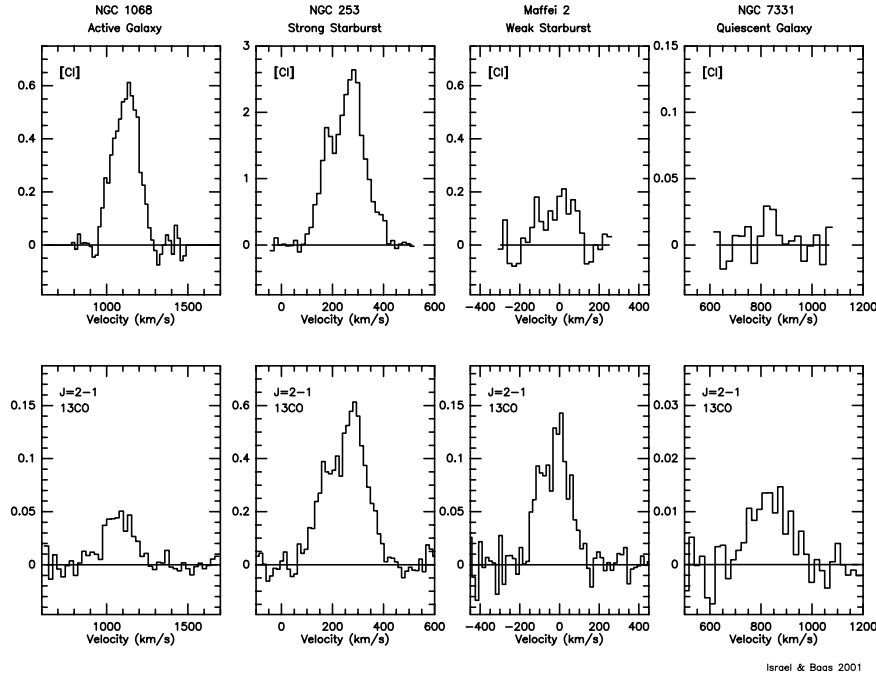 NGC 1068
Active Galaxy
NGC 253
Strong Starburst
Maffei 2
Weak Starburst
NGC 7331
Quiescent Galaxy
[CI]
0.6
0.4
0.2
0
1000 1500
Velocity (km/s)
[CI]
3
2
1
0
0 200 400 600
Velocity (km/s)
[CI]
0.6
0.4
0.2
0
−400 −200 0 200 400
Velocity (km/s)
[CI]
0.15
0.1
0.05
0
600 800 1000 1200
Velocity (km/s)
J=2−1
13CO
0.15
0.1
0.05
0
1000 1500
Velocity (km/s)
J=2−1
13CO
0.6
0.4
0.2
0
0 200 400 600
Velocity (km/s)
J=2−1
13CO
0.15
0.1
0.05
0
−400 −200 0 200 400
Velocity (km/s)
J=2−1
13CO
0.03
0.02
0.01
0
600 800 1000 1200
Velocity (km/s)
Israel & Baas 2001